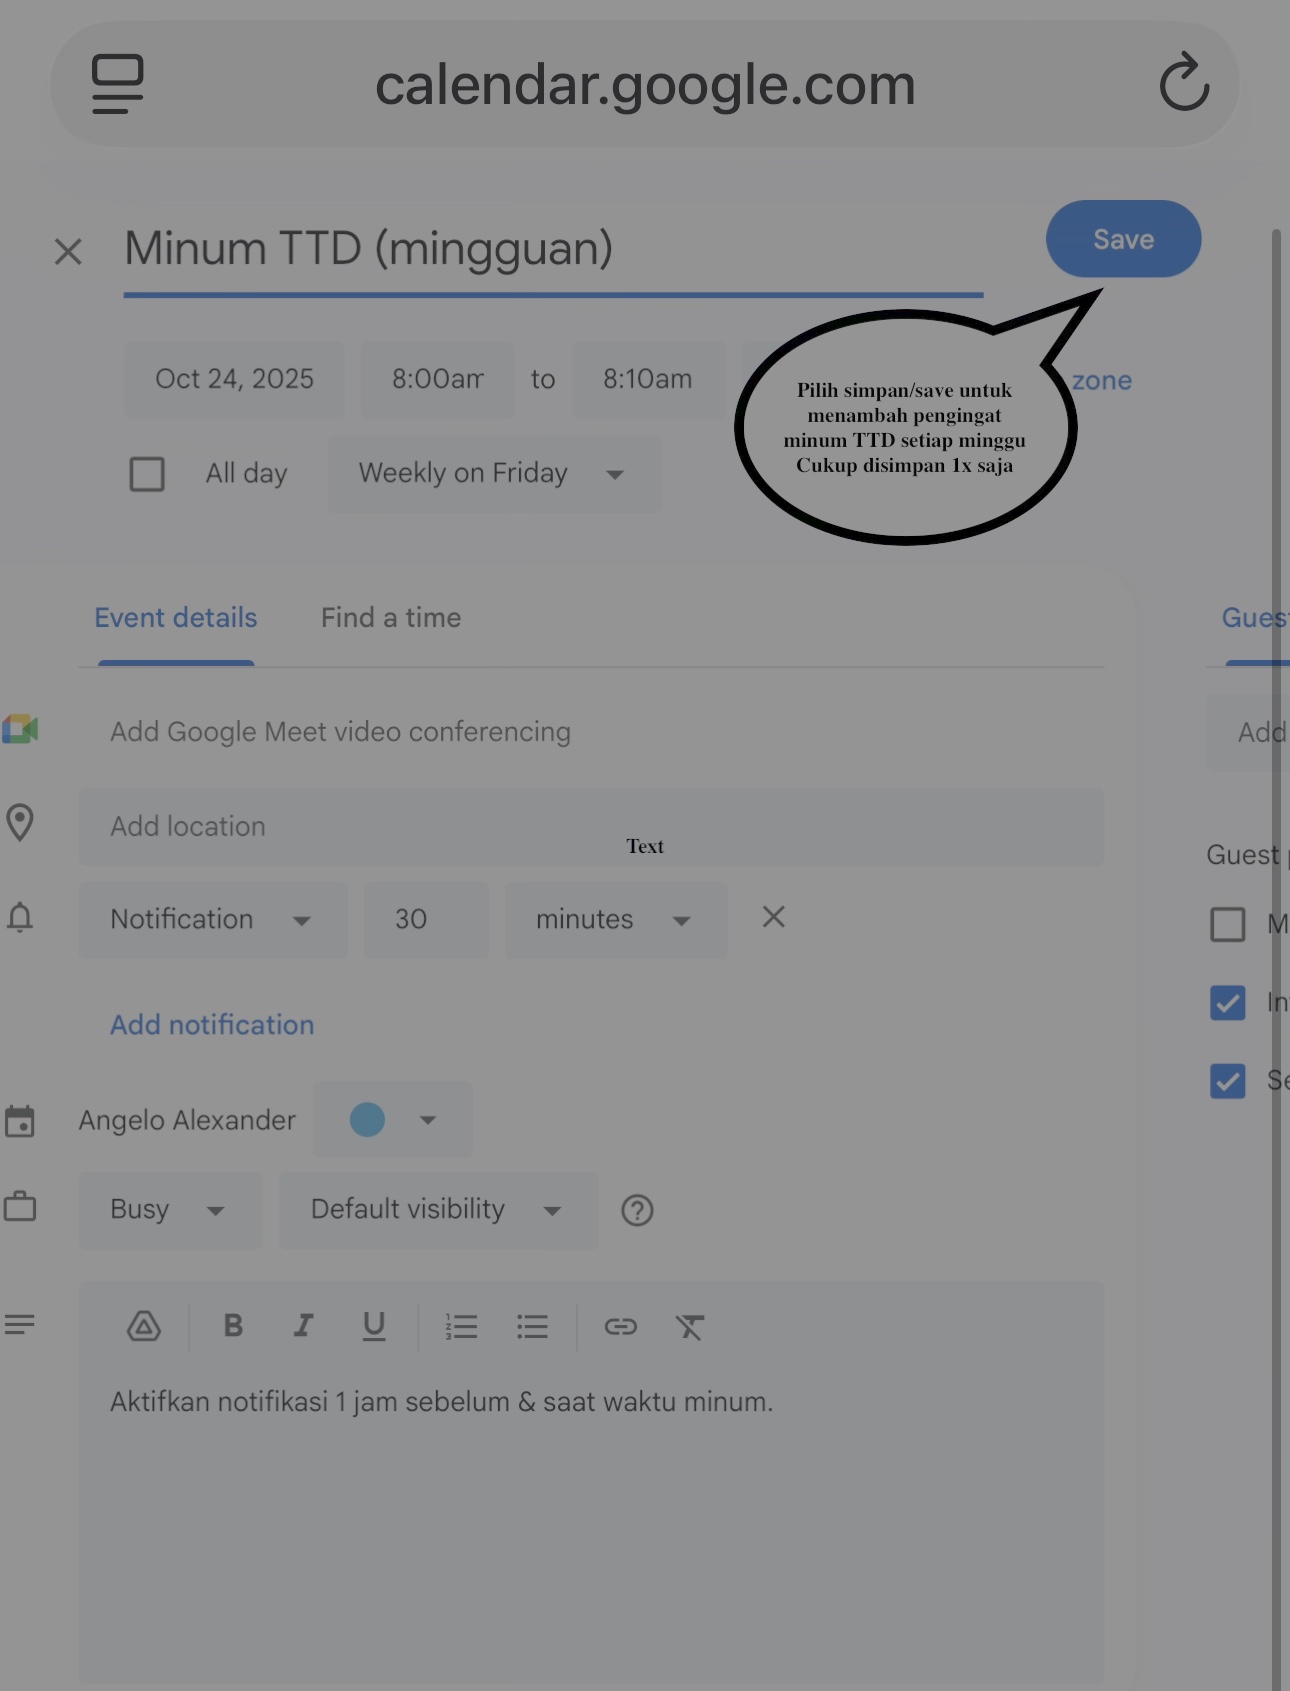 calendar.google.com
Minum TTD (mingguan)
Save
Oct 24, 2025 8:00am to 8:10am
zone
Pilih simpan/save untuk
menambah pengingat
minum TTD setiap minggu
Cukup disimpan 1x saja
All day Weekly on Friday
Event details Find a time
Add Google Meet video conferencing
Add location
Text
Notification 30 minutes
Add notification
Angelo Alexander
Busy Default visibility
B I U
Aktifkan notifikasi 1 jam sebelum & saat waktu minum.
Guest
Add
Guest